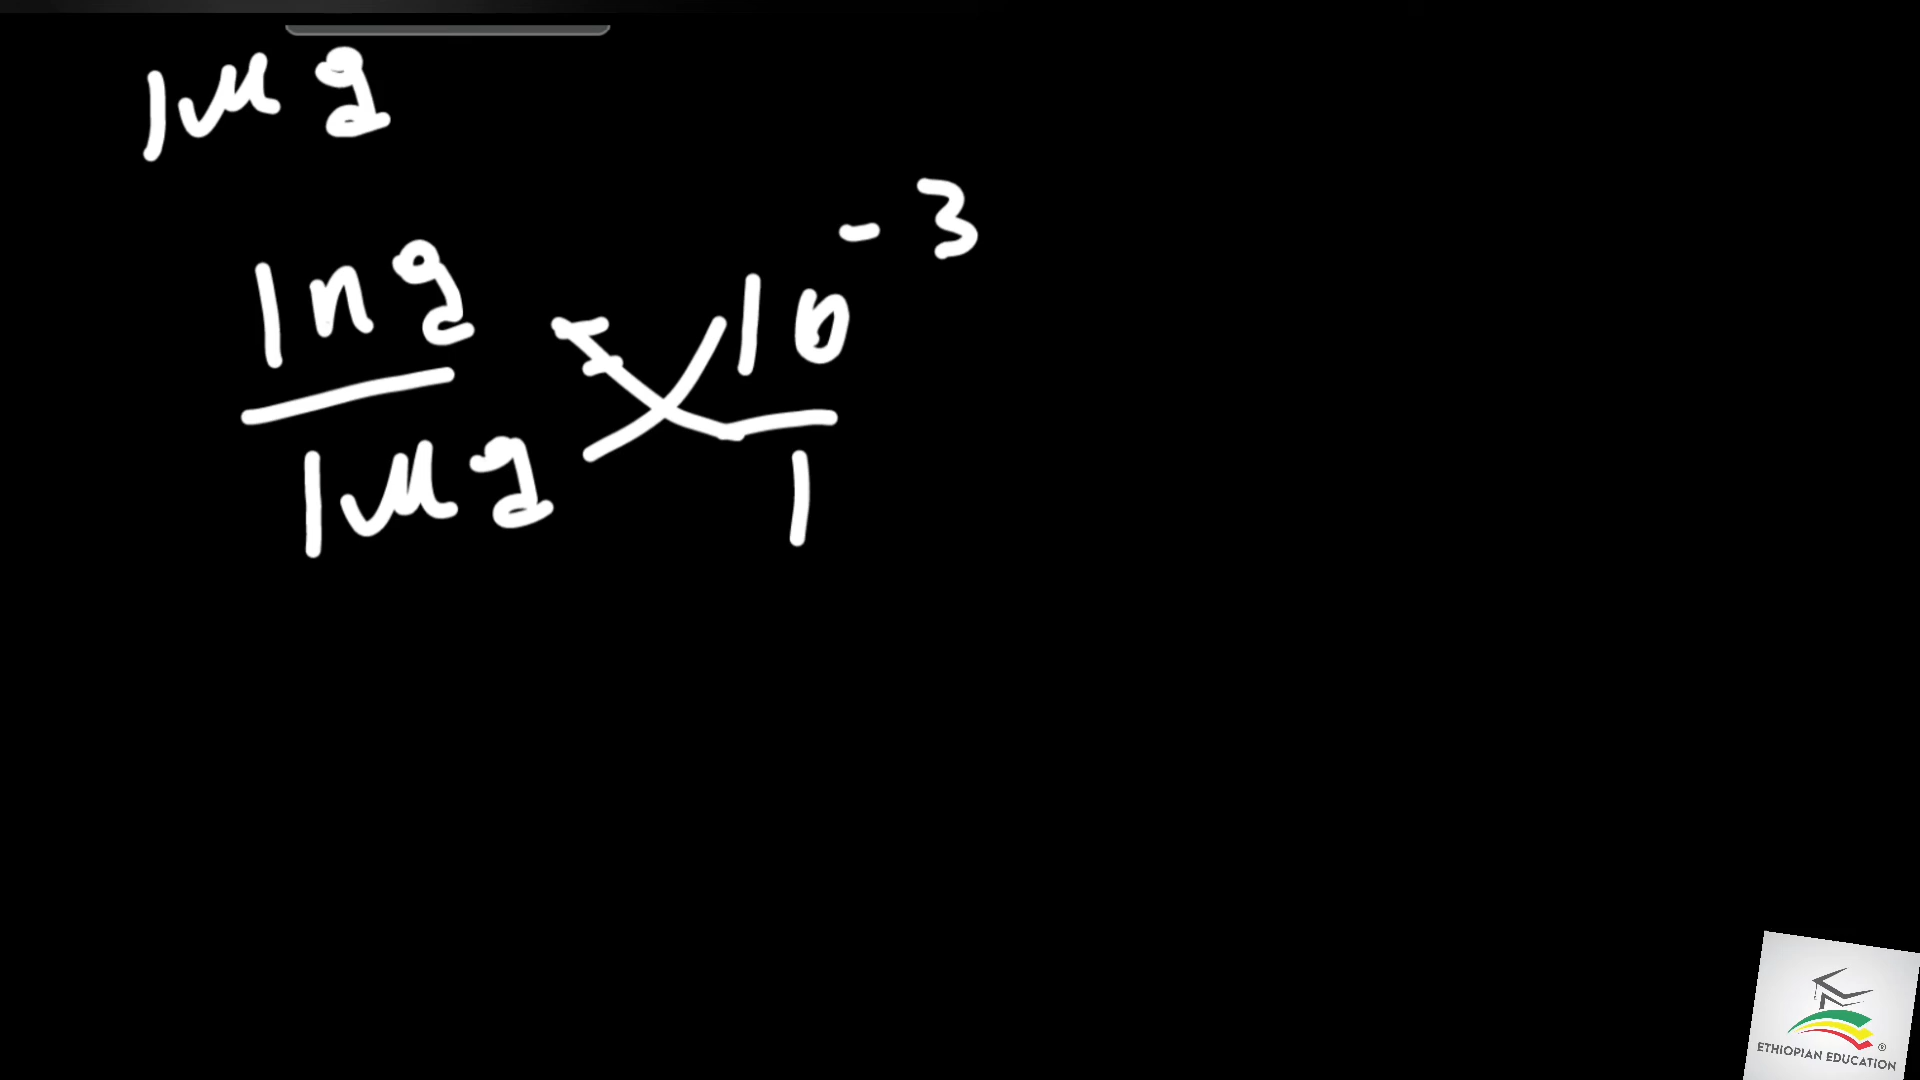 1μg
1ng = 10⁻³
1μg 1
ETHIOPIAN EDUCATION ®